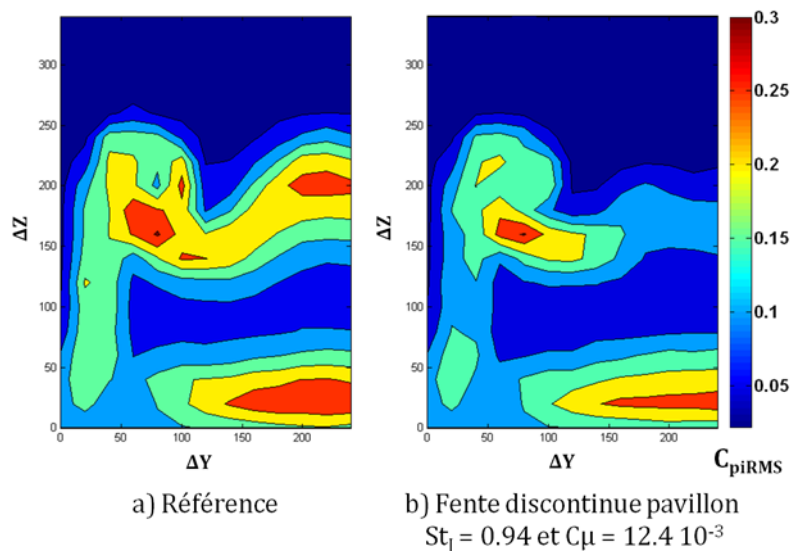 300
250
200
150
100
50
0
ΔZ
0 50 100 150 200
ΔY
300
250
200
150
100
50
0
ΔZ
0 50 100 150 200
ΔY
0.3
0.25
0.2
0.15
0.1
0.05
CpiRMS
a) Référence
b) Fente discontinue pavillon
StJ = 0.94 et Cμ = 12.4 10-3